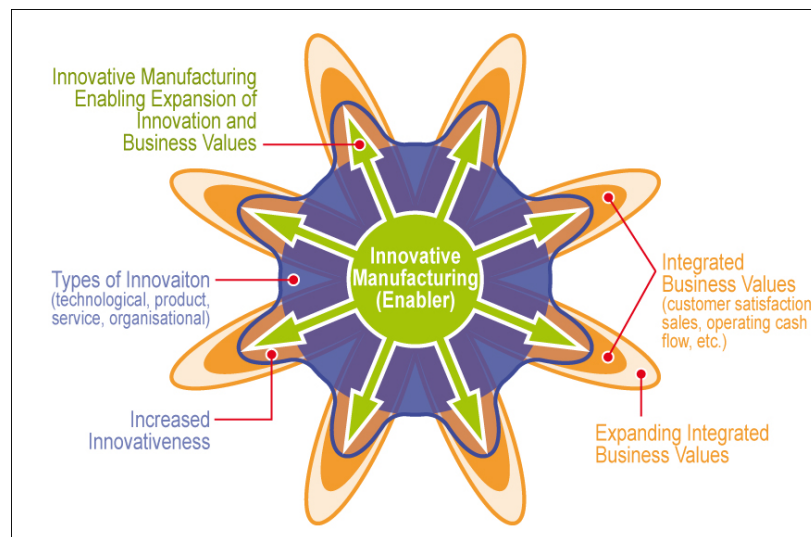 Innovative Manufacturing
Enabling Expansion of
Innovation and
Business Values
Types of Innovaiton
(technological, product,
service, organisational)
Increased
Innovativeness
Innovative
Manufacturing
(Enabler)
Integrated
Business Values
(customer satisfaction
sales, operating cash
flow, etc.)
Expanding Integrated
Business Values